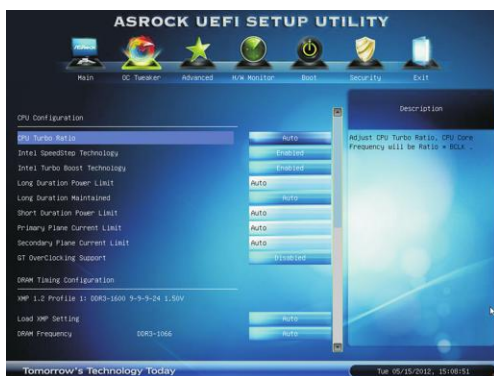 ASROCK UEFI SETUP UTILITY
Main OC Tweaker Advanced H/W Monitor Boot Security Exit
Description
CPU Configuration
CPU Turbo Ratio Auto
Adjust CPU Turbo Ratio, CPU Core
Frequency will be Ratio * BCLK .
Intel SpeedStep Technology Enabled
Intel Turbo Boost Technology Enabled
Long Duration Power Limit Auto
Long Duration Maintained Auto
Short Duration Power Limit Auto
Primary Plane Current Limit Auto
Secondary Plane Current Limit Auto
GT OverClocking Support Disabled
DRAM Timing Configuration
XMP 1.2 Profile 1: DDR3-1600 9-9-9-24 1.50V
Load XMP Setting Auto
DRAM Frequency DDR3-1066 Auto
Tomorrow's Technology Today Tue 05/15/2012, 15:08:51